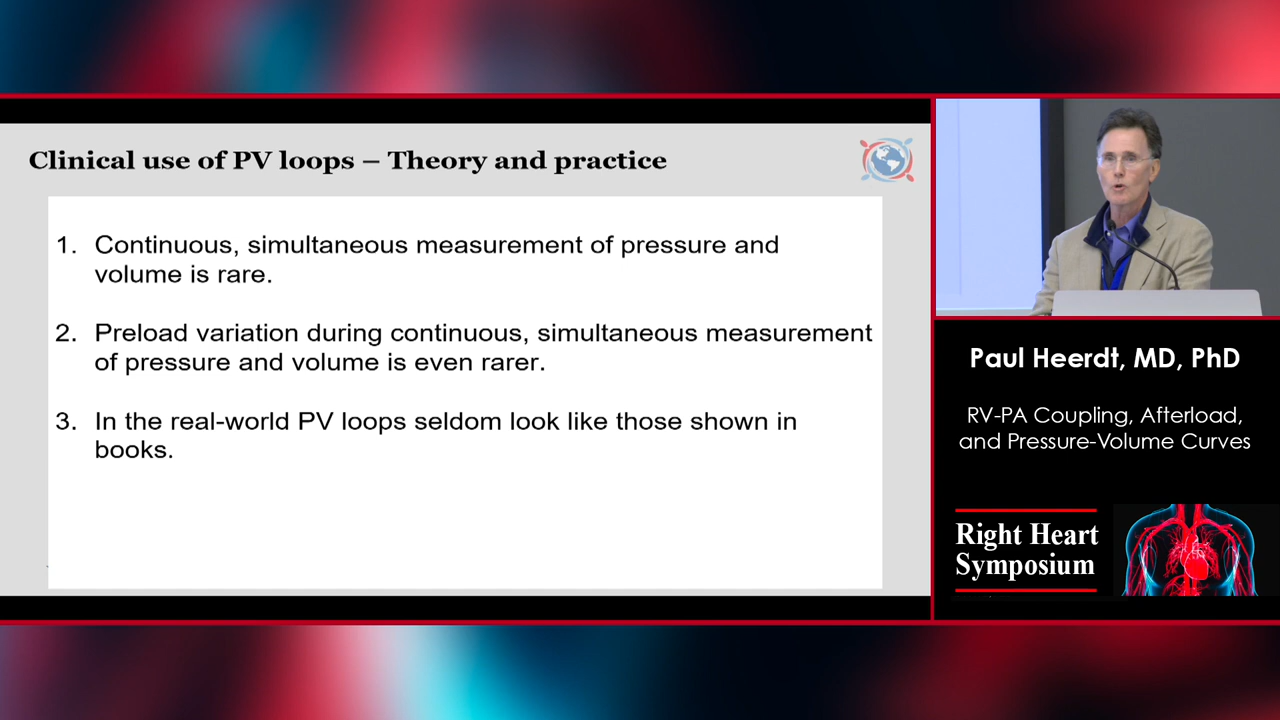 Clinical use of PV loops – Theory and practice
1. Continuous, simultaneous measurement of pressure and
volume is rare.
2. Preload variation during continuous, simultaneous measurement
of pressure and volume is even rarer.
3. In the real-world PV loops seldom look like those shown in
books.
Paul Heerdt, MD, PhD
RV-PA Coupling, Afterload,
and Pressure-Volume Curves
Right Heart
Symposium